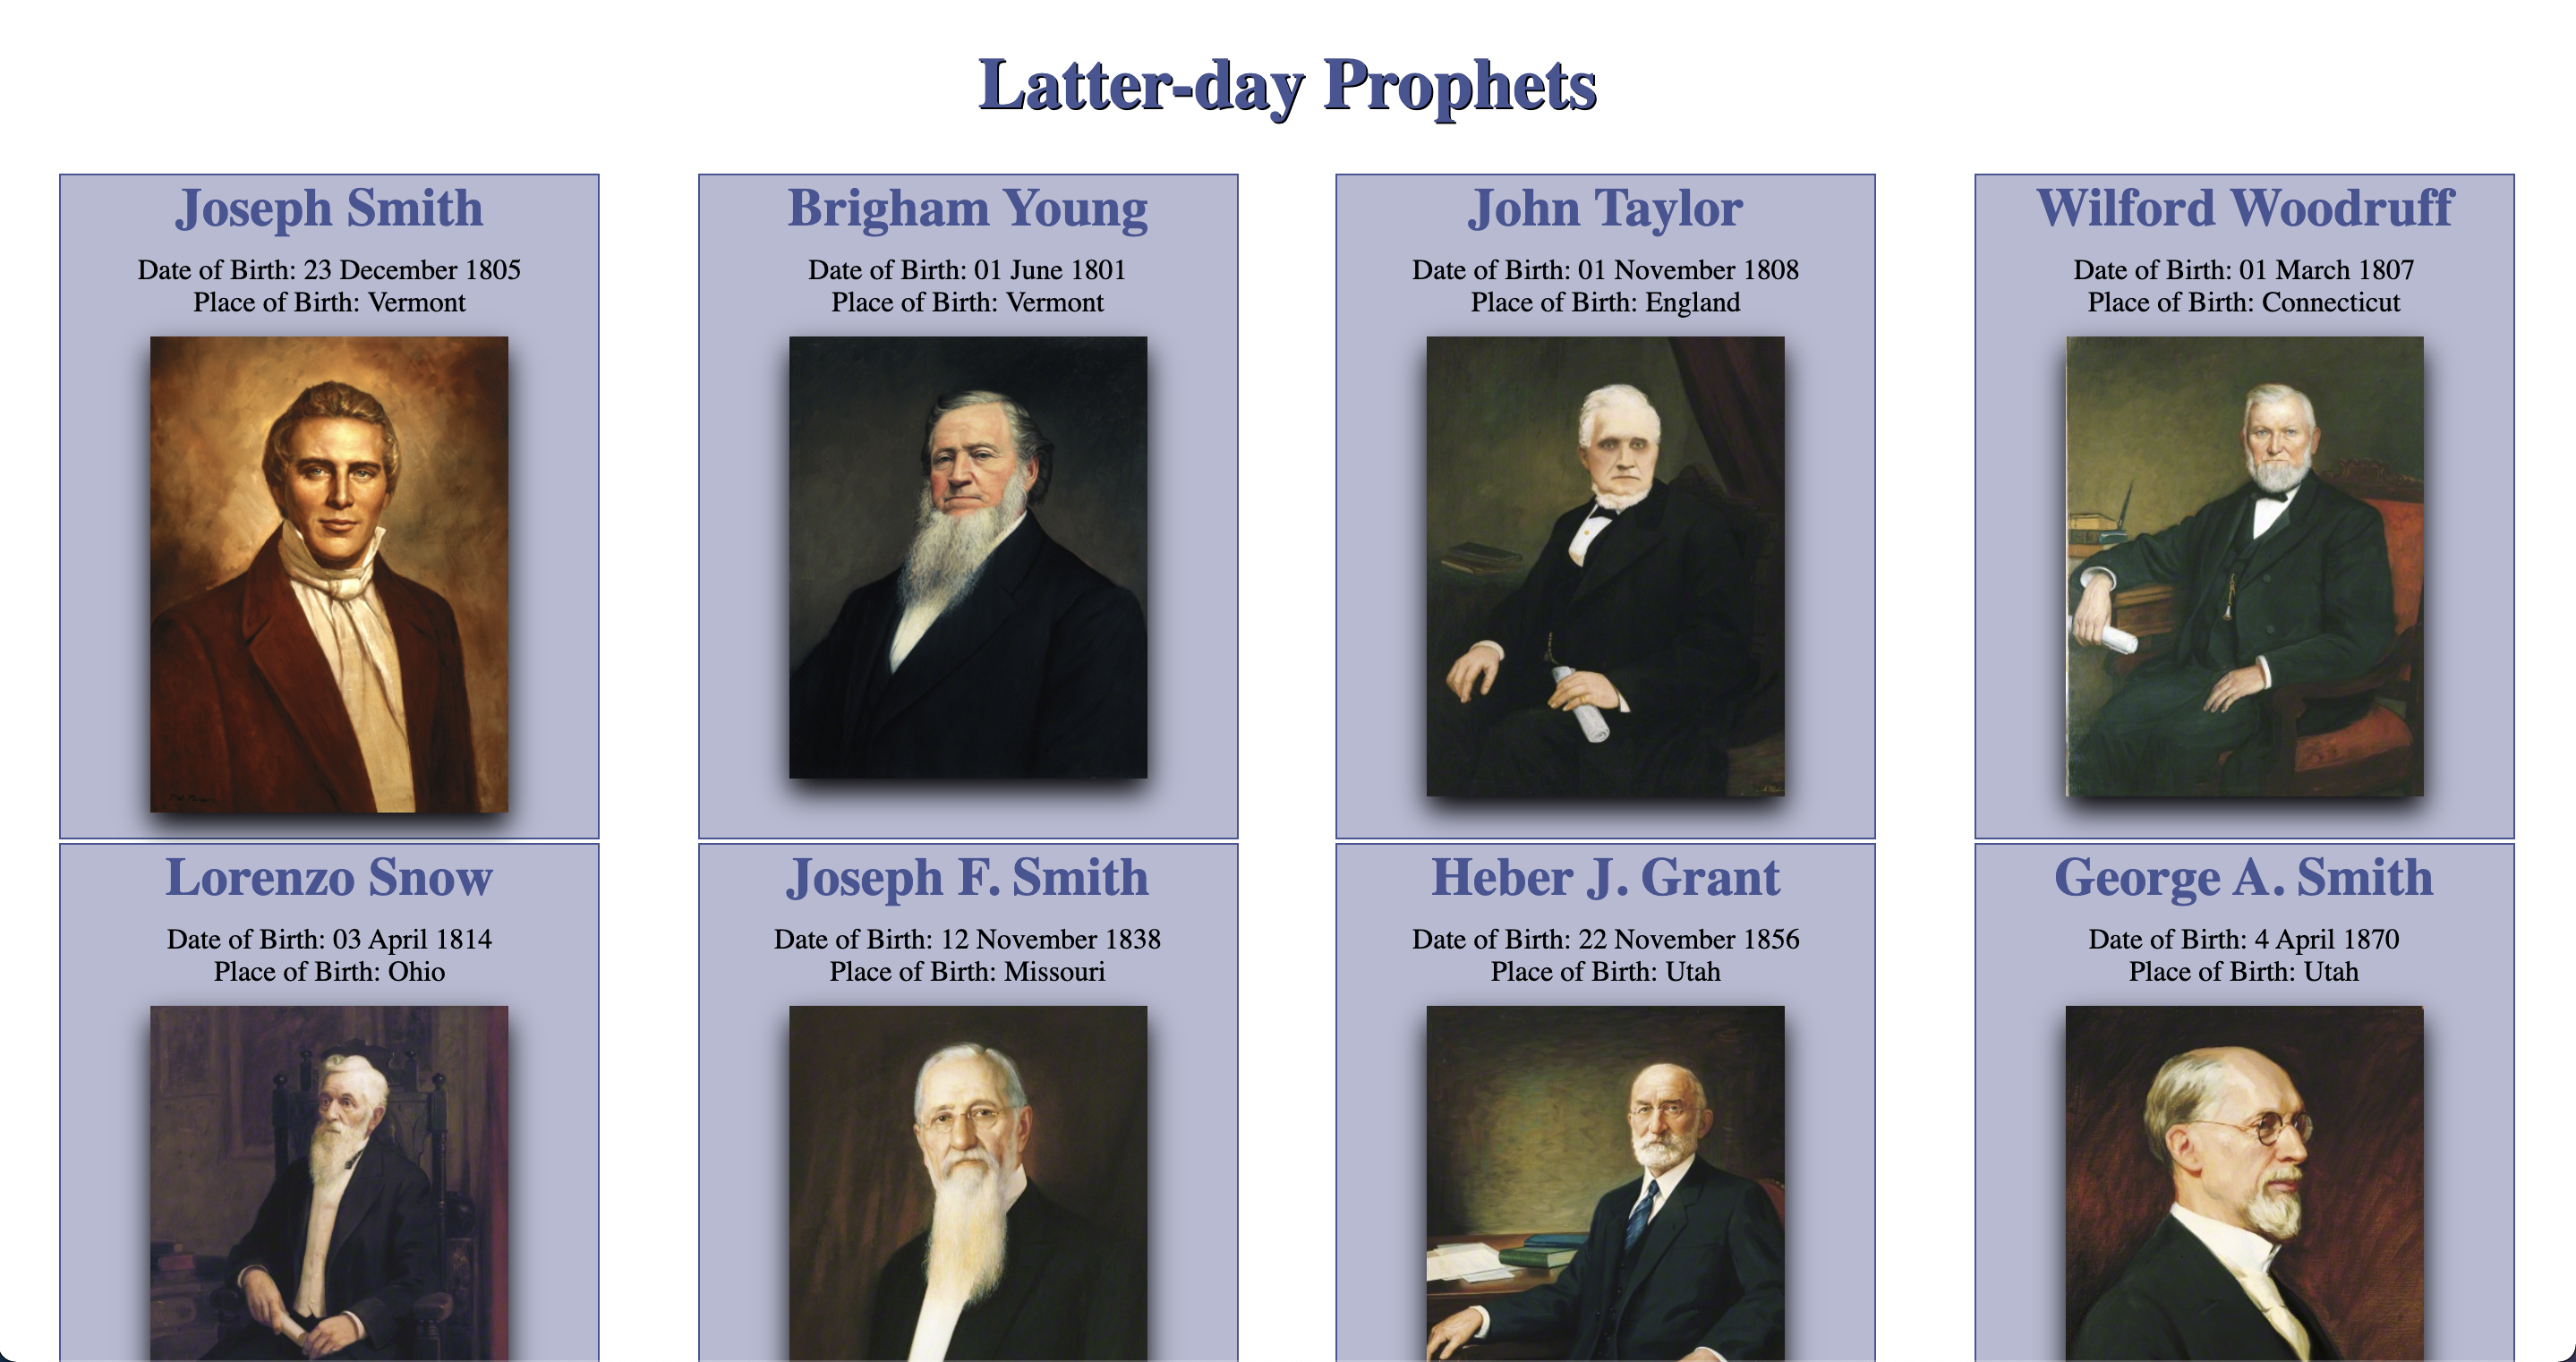 Latter-day Prophets
Joseph Smith
Date of Birth: 23 December 1805
Place of Birth: Vermont
Brigham Young
Date of Birth: 01 June 1801
Place of Birth: Vermont
John Taylor
Date of Birth: 01 November 1808
Place of Birth: England
Wilford Woodruff
Date of Birth: 01 March 1807
Place of Birth: Connecticut
Lorenzo Snow
Date of Birth: 03 April 1814
Place of Birth: Ohio
Joseph F. Smith
Date of Birth: 12 November 1838
Place of Birth: Missouri
Heber J. Grant
Date of Birth: 22 November 1856
Place of Birth: Utah
George A. Smith
Date of Birth: 4 April 1870
Place of Birth: Utah